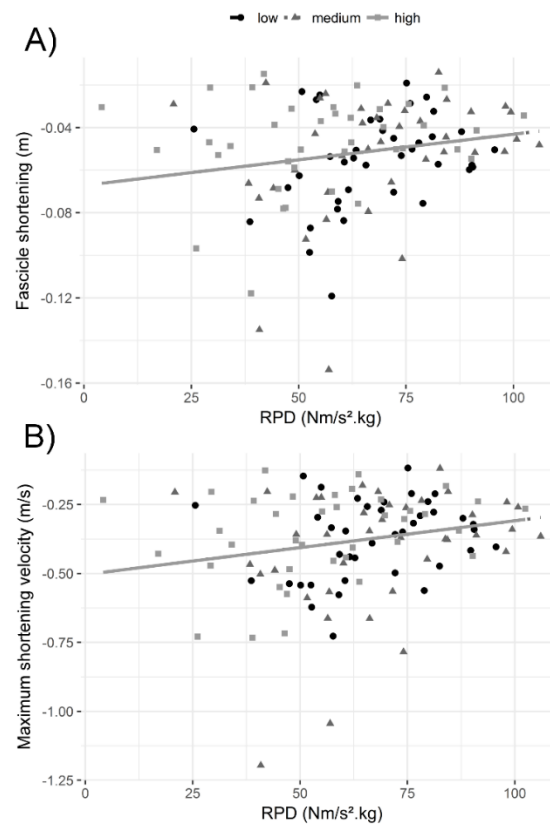 low medium high
A)
Fascicle shortening (m)
-0.04
-0.08
-0.12
-0.16
0 25 50 75 100
RPD (Nm/s².kg)
B)
Maximum shortening velocity (m/s)
-0.25
-0.50
-0.75
-1.00
-1.25
0 25 50 75 100
RPD (Nm/s².kg)